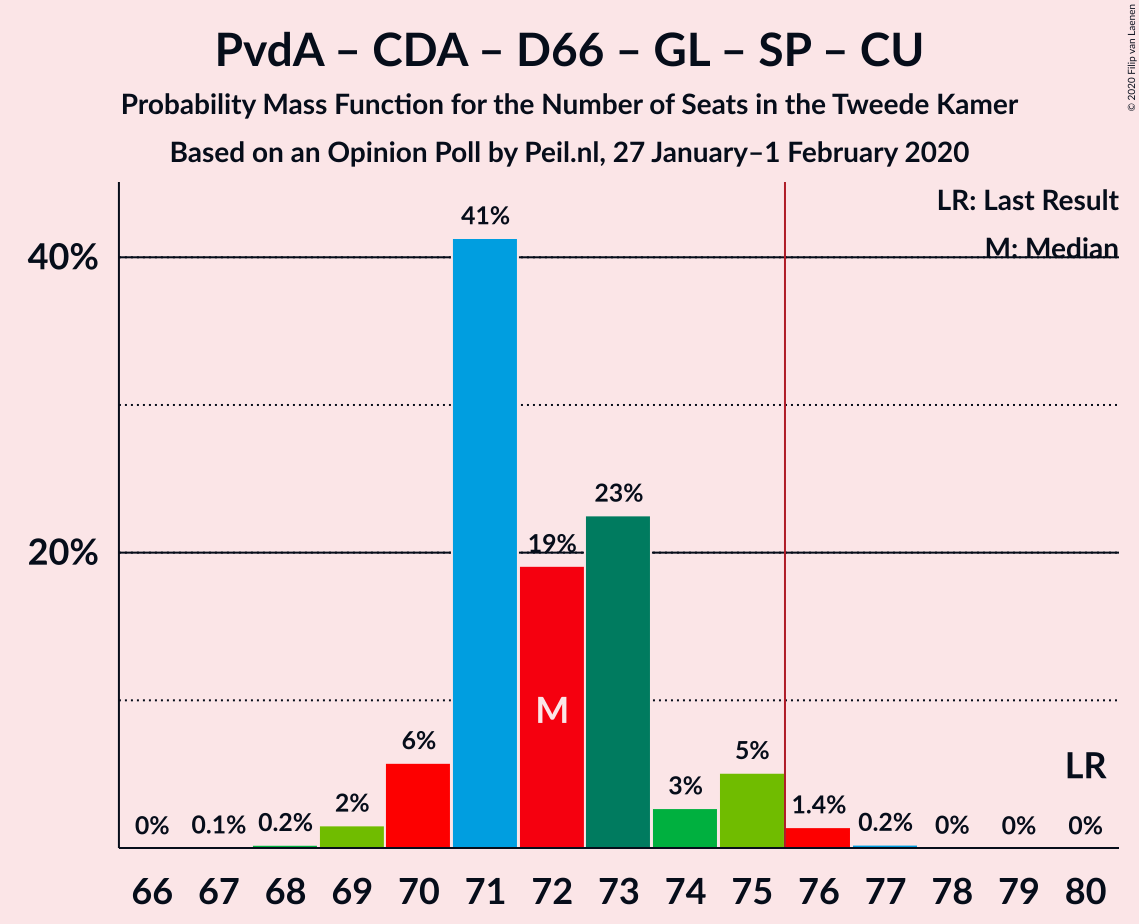 PvdA – CDA – D66 – GL – SP – CU
Probability Mass Function for the Number of Seats in the Tweede Kamer
Based on an Opinion Poll by Peil.nl, 27 January–1 February 2020
© 2020 Filip van Laenen
LR: Last Result
M: Median
40%
20%
0%
0.1%
0.2%
2%
6%
41%
19%
23%
3%
5%
1.4%
0.2%
0%
0%
0%
M
LR
66 67 68 69 70 71 72 73 74 75 76 77 78 79 80